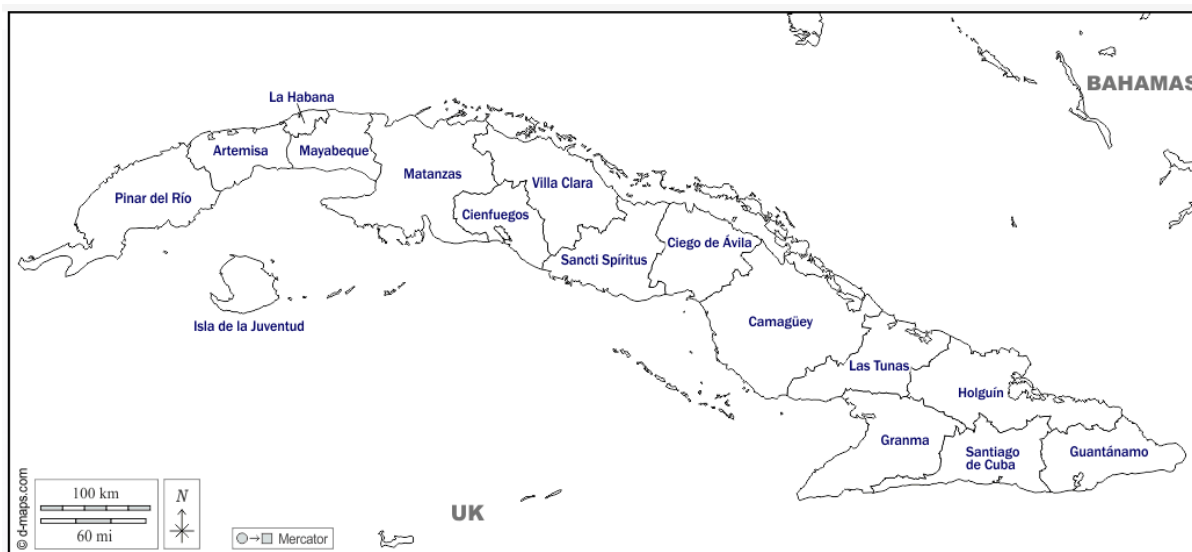 BAHAMAS
La Habana
Artemisa
Mayabeque
Matanzas
Villa Clara
Pinar del Río
Cienfuegos
Ciego de Ávila
Sancti Spíritus
Isla de la Juventud
Camagüey
Las Tunas
Holguín
Granma
Santiago
de Cuba
Guantánamo
UK
© d-maps.com
100 km
60 mi
N
Mercator